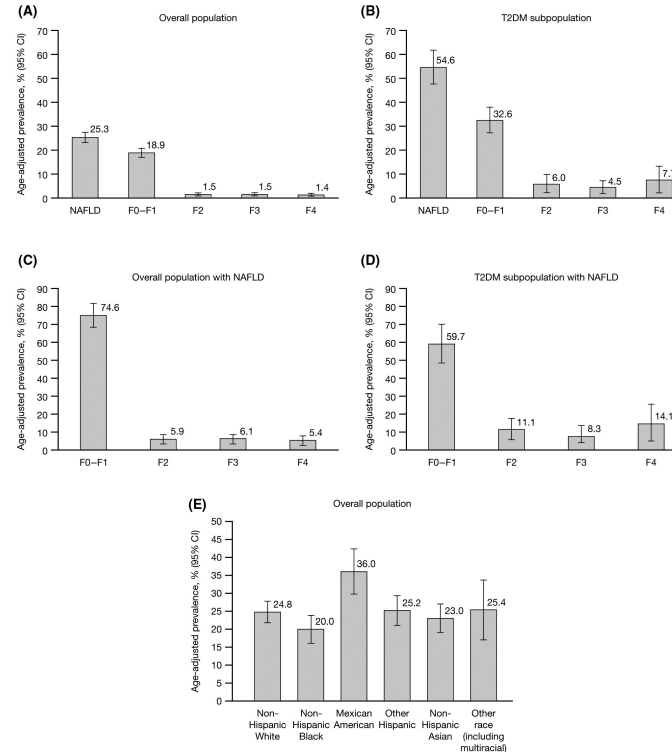 (A)
Overall population
Age-adjusted prevalence, % (95% CI)
70
60
50
40
30
20
10
0
25.3
18.9
1.5
1.5
1.4
NAFLD F0–F1 F2 F3 F4
(B)
T2DM subpopulation
Age-adjusted prevalence, % (95% CI)
70
60
50
40
30
20
10
0
54.6
32.6
6.0
4.5
7.
NAFLD F0–F1 F2 F3 F4
(C)
Overall population with NAFLD
Age-adjusted prevalence, % (95% CI)
90
80
70
60
50
40
30
20
10
0
74.6
5.9
6.1
5.4
F0–F1 F2 F3 F4
(D)
T2DM subpopulation with NAFLD
Age-adjusted prevalence, % (95% CI)
90
80
70
60
50
40
30
20
10
0
59.7
11.1
8.3
14.1
F0–F1 F2 F3 F4
(E)
Overall population
Age-adjusted prevalence, % (95% CI)
50
45
40
35
30
25
20
15
10
5
0
24.8
20.0
36.0
25.2
23.0
25.4
Non-
Hispanic
White
Non-
Hispanic
Black
Mexican
American
Other
Hispanic
Non-
Hispanic
Asian
Other
race
(including
multiracial)